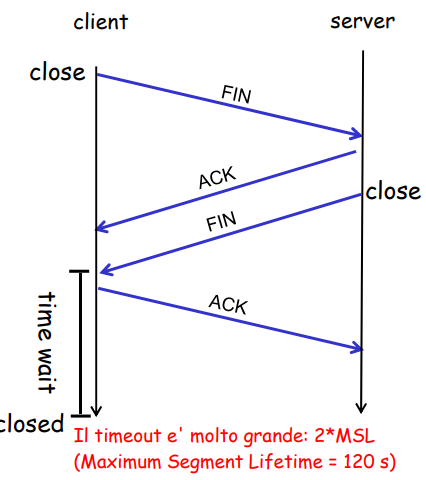 client
server
close
FIN
ACK
close
FIN
ACK
time wait
closed
Il timeout e' molto grande: 2*MSL
(Maximum Segment Lifetime = 120 s)